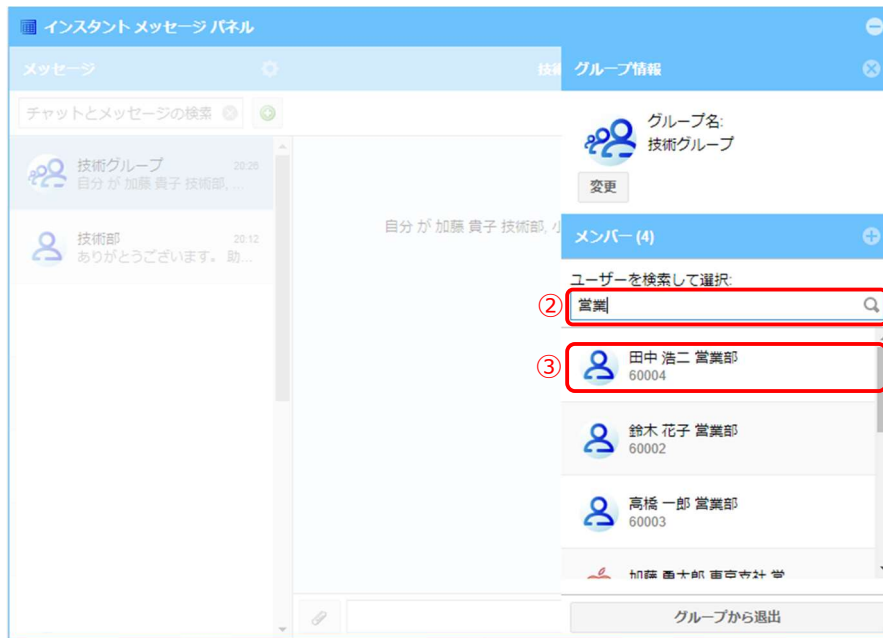 インスタント メッセージ パネル
メッセージ
チャットとメッセージの検索
技術グループ 20:26
自分 が 加藤 貴子 技術部, ...
技術部 20:12
ありがとうございます。 助...
技術
自分 が 加藤 貴子 技術部, 小
グループ情報
グループ名:
技術グループ
変更
メンバー (4)
ユーザーを検索して選択:
② 営業
③ 田中 浩二 営業部
60004
鈴木 花子 営業部
60002
高橋 一郎 営業部
60003
加藤 勇太郎 東京支社 営
グループから退出